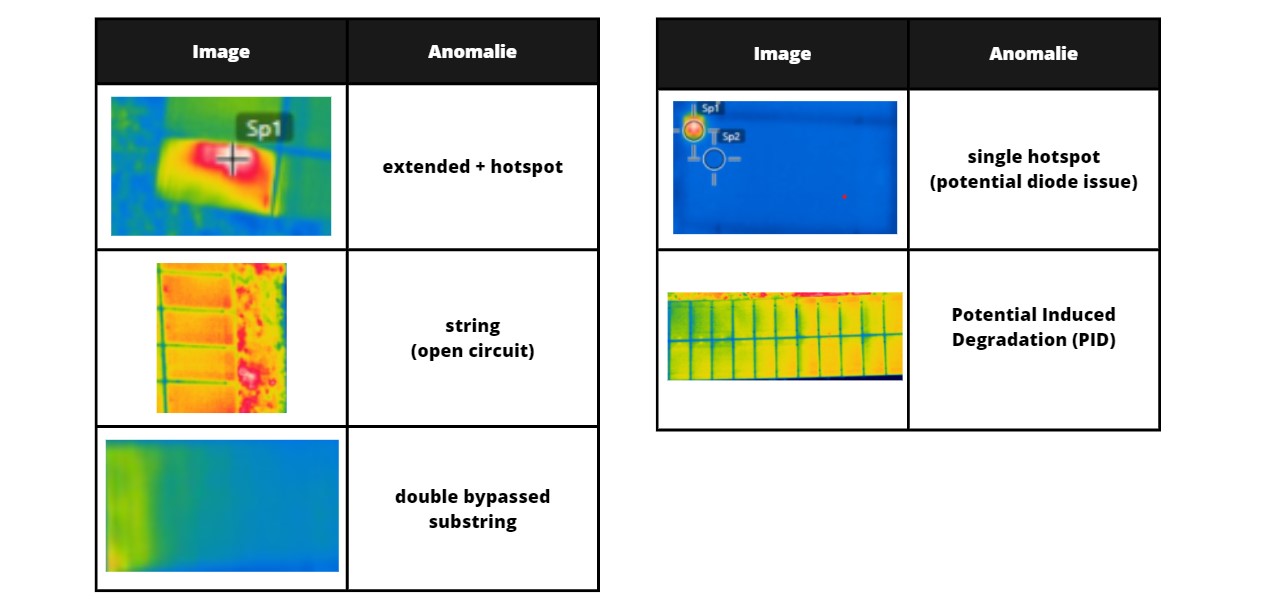 Image
Anomalie
Sp1
extended + hotspot
string
(open circuit)
double bypassed
substring
Image
Anomalie
Sp1
Sp2
single hotspot
(potential diode issue)
Potential Induced
Degradation (PID)